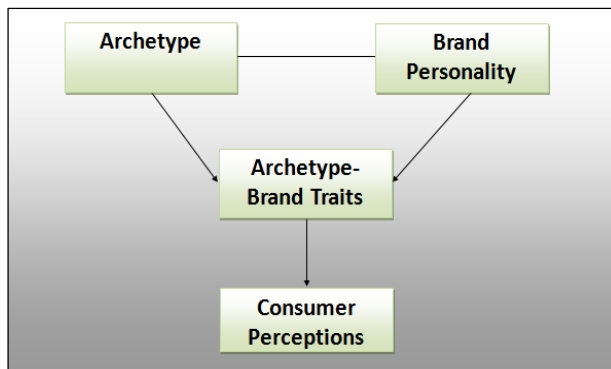 Archetype
Brand
Personality
Archetype-
Brand Traits
Consumer
Perceptions